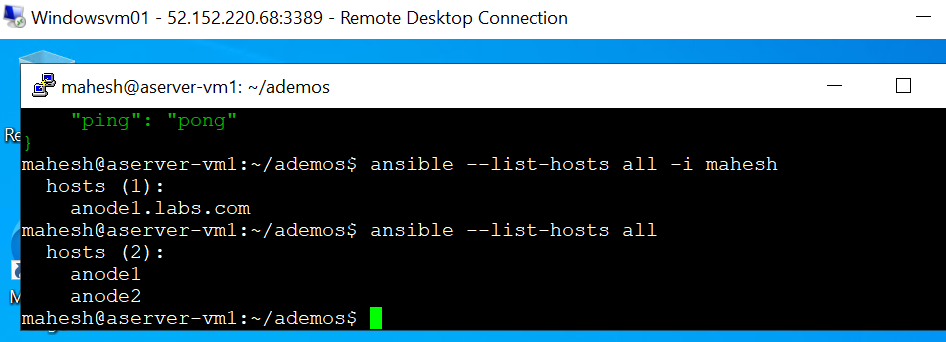 Windowsvm01 - 52.152.220.68:3389 - Remote Desktop Connection
mahesh@aserver-vm1: ~/ademos
"ping": "pong"
}
mahesh@aserver-vm1:~/ademos$ ansible --list-hosts all -i mahesh
hosts (1):
anode1.labs.com
mahesh@aserver-vm1:~/ademos$ ansible --list-hosts all
hosts (2):
anode1
anode2
mahesh@aserver-vm1:~/ademos$